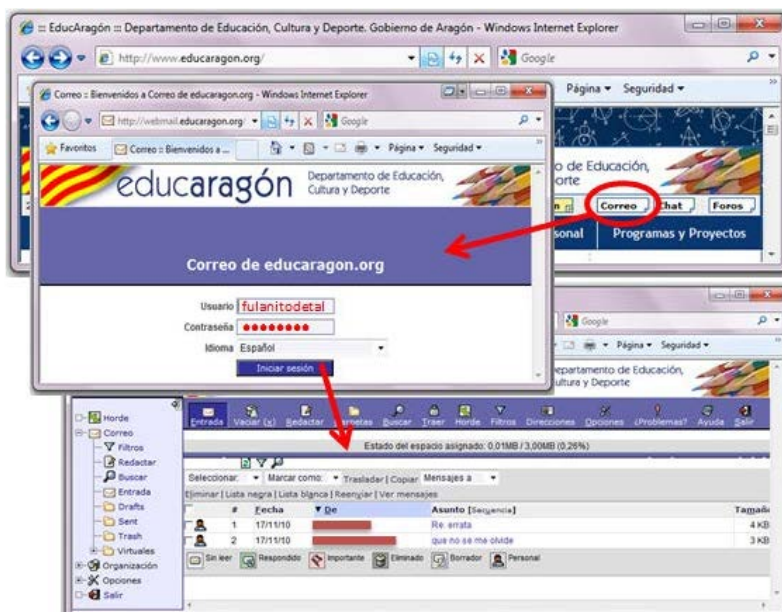 ::: EducAragón ::: Departamento de Educación, Cultura y Deporte. Gobierno de Aragón - Windows Internet Explorer
http://www.educaragon.org/
Google
Página Seguridad
Correo :: Bienvenidos a Correo de educaragon.org - Windows Internet Explorer
http://webmail.educaragon.org/
Google
Favoritos Correo :: Bienvenidos a ... Página Seguridad
educaragón
Departamento de Educación,
Cultura y Deporte
Correo de educaragon.org
Usuario fulanitodetal
Contraseña
Idioma Español
Iniciar sesión
o de Educación,
orte
n Correo Chat Foros
sonal Programas y Proyectos
Google
Página Seguridad
epartamento de Educación,
ultura y Deporte
Horde
Correo
Filtros
Redactar
Buscar
Entrada
Drafts
Sent
Trash
Virtuales
Organización
Opciones
Salir
Entrada Vaciar (x) Redactar Carpetas Buscar Traer Horde Filtros Direcciones Opciones ¿Problemas? Ayuda Salir
Estado del espacio asignado: 0,01MB / 3,00MB (0,26%)
Seleccionar: Marcar como: Trasladar | Copiar Mensajes a
Eliminar | Lista negra | Lista blanca | Reenviar | Ver mensajes
# Fecha De Asunto [Secuencia] Tamaño
1 17/11/10 Re: errata 4 KB
2 17/11/10 que no se me olvide 3 KB
Sin leer Respondido Importante Eliminado Borrador Personal